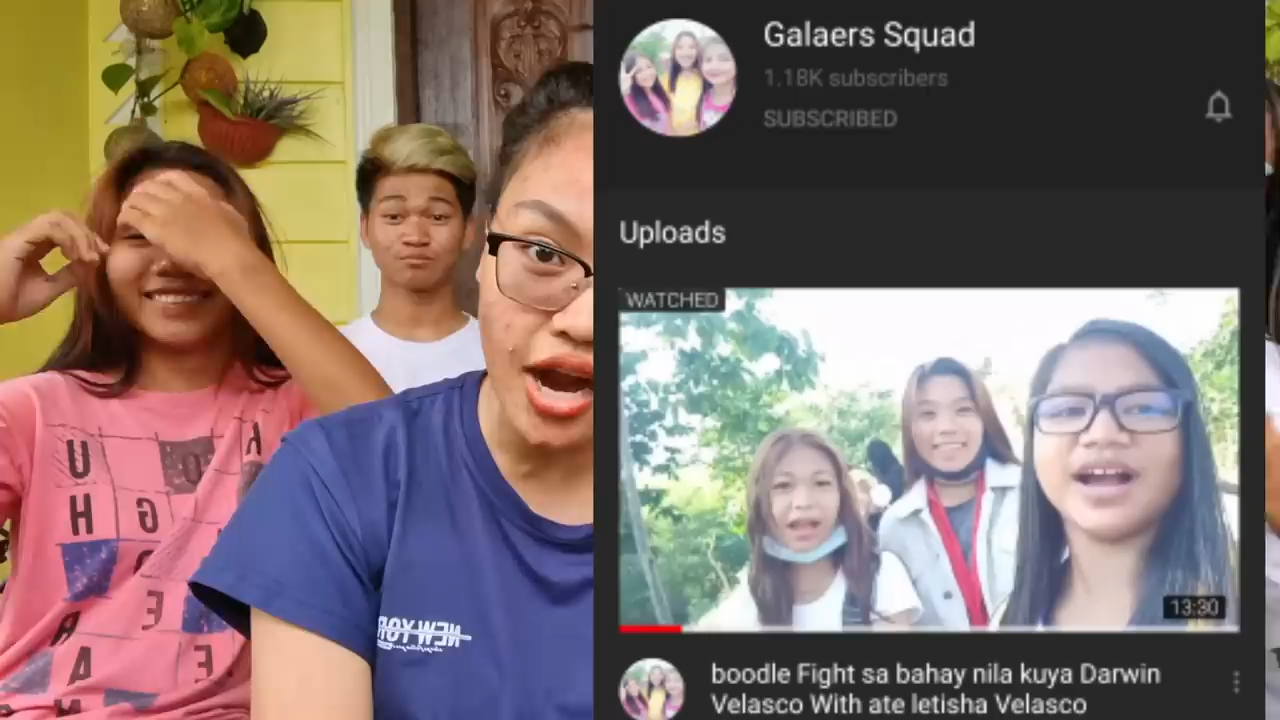 Galaers Squad
1.18K subscribers
SUBSCRIBED
Uploads
WATCHED
13:30
boodle Fight sa bahay nila kuya Darwin
Velasco With ate letisha Velasco
NEW YORK